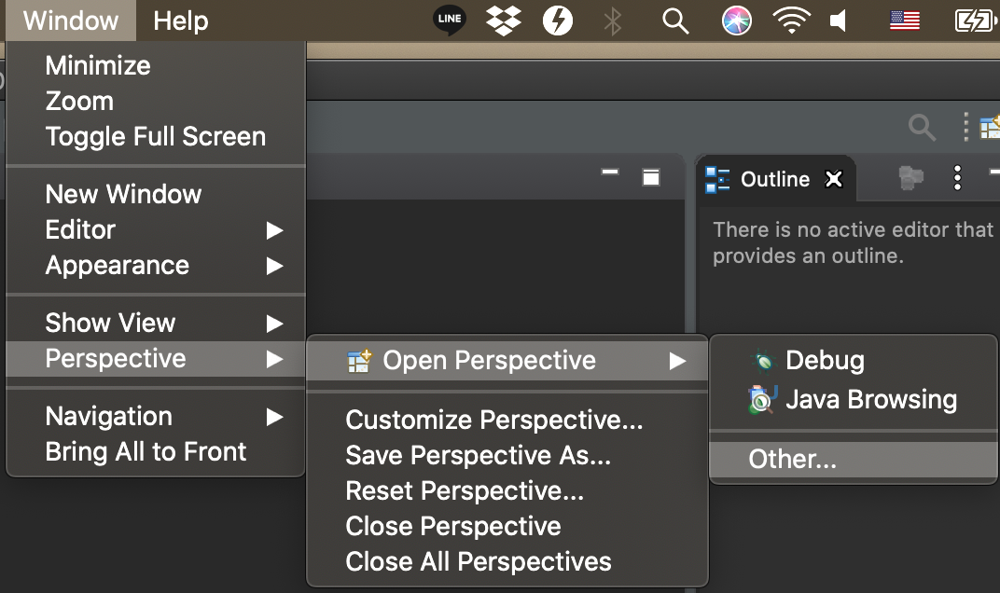 Window Help
LINE
Minimize
Zoom
Toggle Full Screen
New Window
Editor
Appearance
Show View
Perspective
Navigation
Bring All to Front
Open Perspective
Customize Perspective...
Save Perspective As...
Reset Perspective...
Close Perspective
Close All Perspectives
Debug
Java Browsing
Other...
Outline
There is no active editor that
provides an outline.